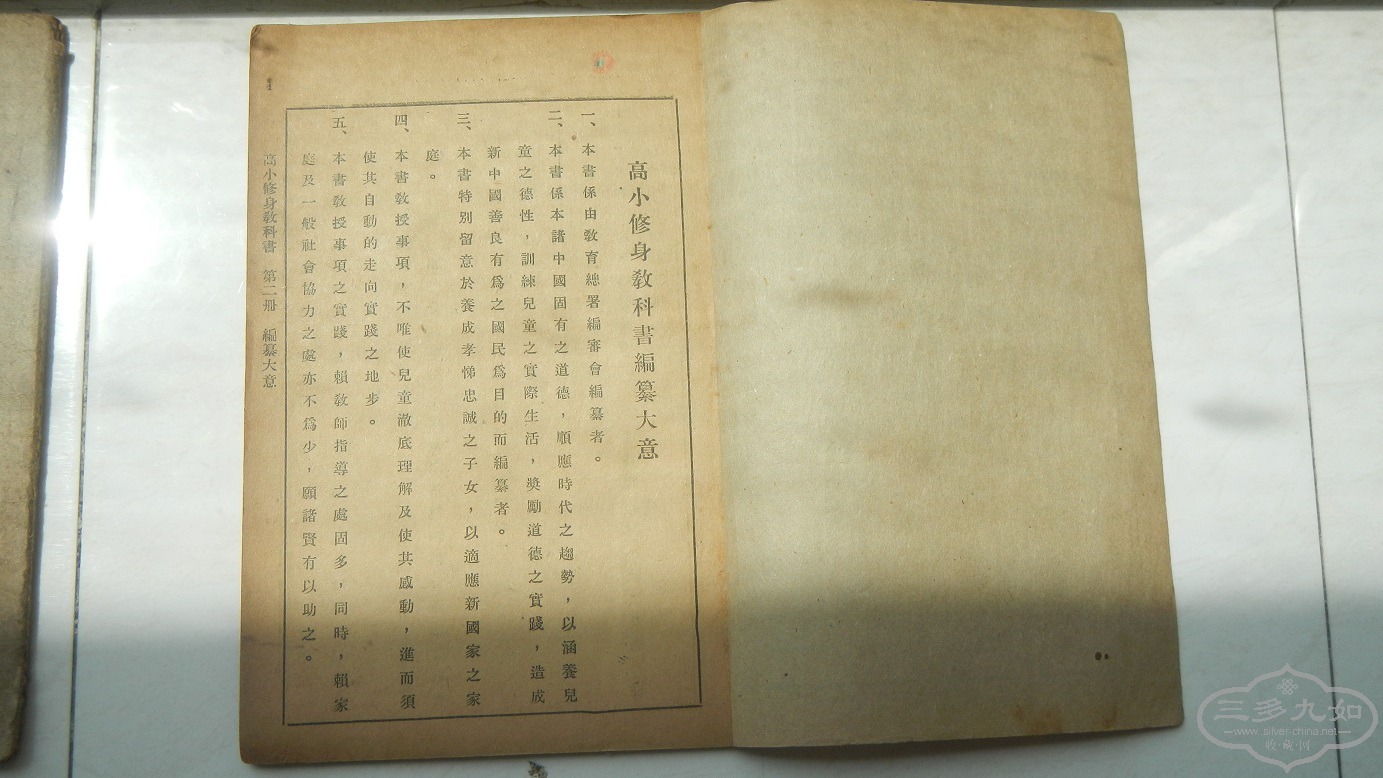 高小修身教科書編纂大意
一、本書係由教育總署編審會編纂者。
二、本書係本諸中國固有之道德，順應時代之趨勢，以涵養兒
童之德性，訓練兒童之實際生活，獎勵道德之實踐，造成
新中國善良有為之國民為目的而編纂者。
三、本書特別留意於養成孝悌忠誠之子女，以適應新國家之家
庭。
四、本書教授事項，不唯使兒童澈底理解及使其感動，進而須
使其自動的走向實踐之地步。
五、本書教授事項之實踐，賴教師指導之處固多，同時，賴家
庭及一般社會協力之處亦不為少，願諸賢有以助之。
高小修身教科書 第二冊 編纂大意
三多九如
www.silver-china.net
收·藏·网